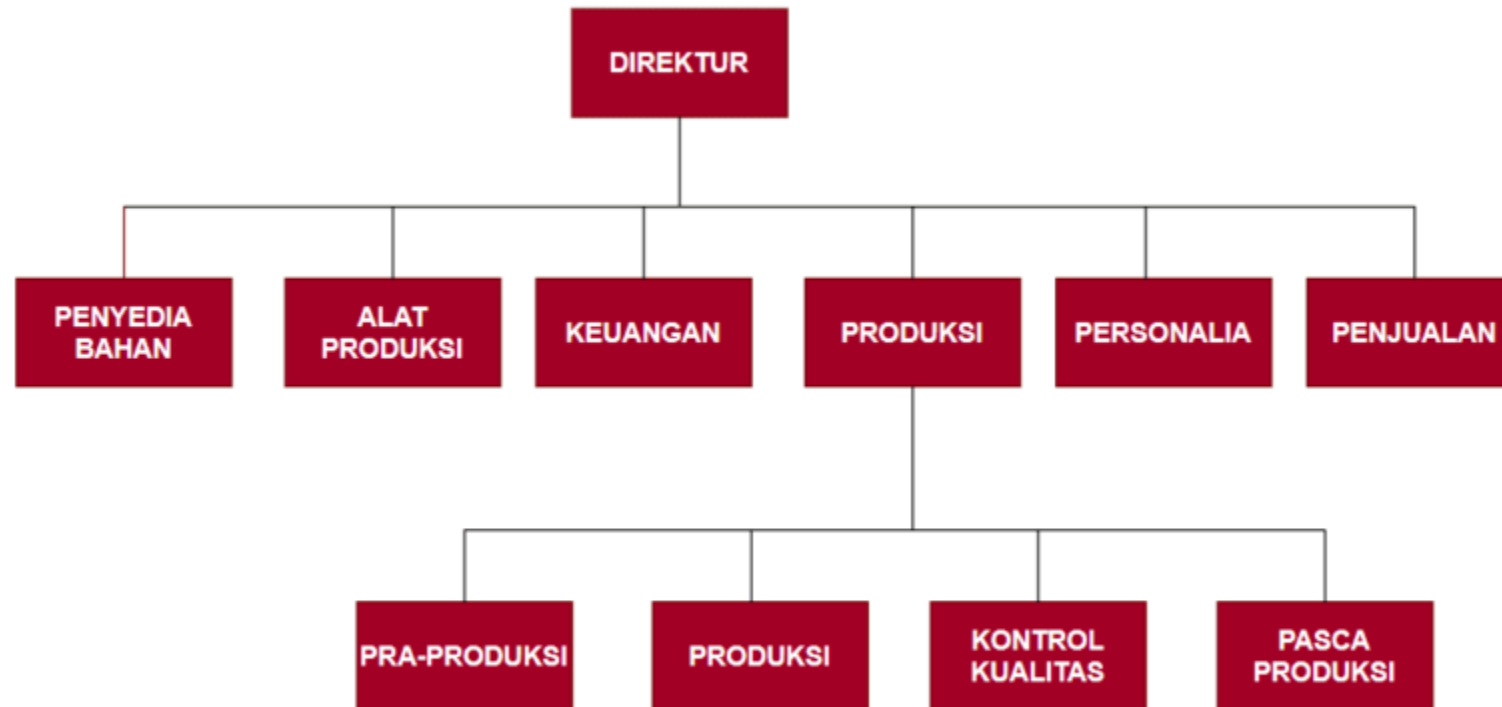 DIREKTUR
PENYEDIA
BAHAN
ALAT
PRODUKSI
KEUANGAN
PRODUKSI
PERSONALIA
PENJUALAN
PRA-PRODUKSI
PRODUKSI
KONTROL
KUALITAS
PASCA
PRODUKSI